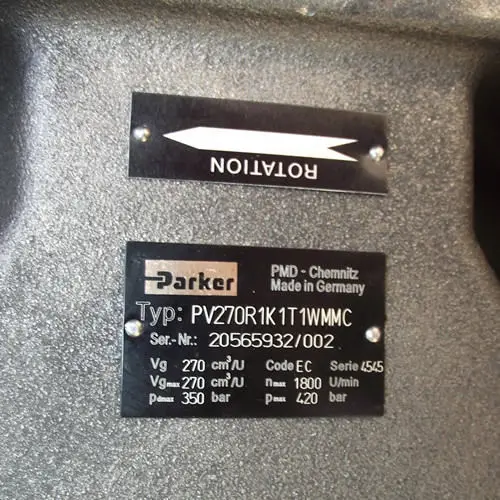 ROTATION
Parker
PMD - Chemnitz
Made in Germany
Typ: PV270R1K1T1WMMC
Ser.-Nr.: 20565932/002
Vg 270 cm³/U Code EC Serie 4545
Vgmax 270 cm³/U nmax 1800 U/min
pdmax 350 bar pmax 420 bar